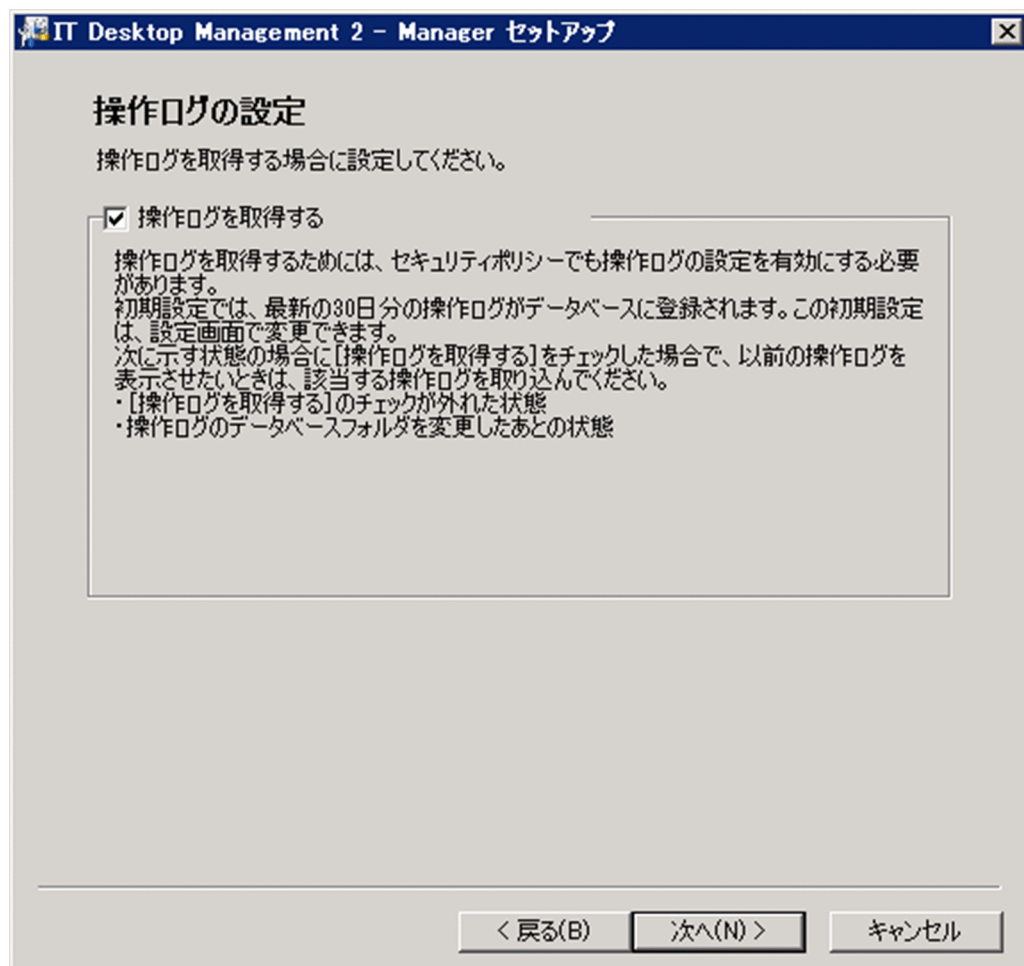 IT Desktop Management 2 - Manager セットアップ
操作ログの設定
操作ログを取得する場合に設定してください。
操作ログを取得する
操作ログを取得するためには、セキュリティポリシーでも操作ログの設定を有効にする必要
があります。
初期設定では、最新の30日分の操作ログがデータベースに登録されます。この初期設定
は、設定画面で変更できます。
次に示す状態の場合に[操作ログを取得する]をチェックした場合で、以前の操作ログを
表示させたいときは、該当する操作ログを取り込んでください。
・[操作ログを取得する]のチェックが外れた状態
・操作ログのデータベースフォルダを変更したあとの状態
< 戻る(B)
次へ(N) >
キャンセル